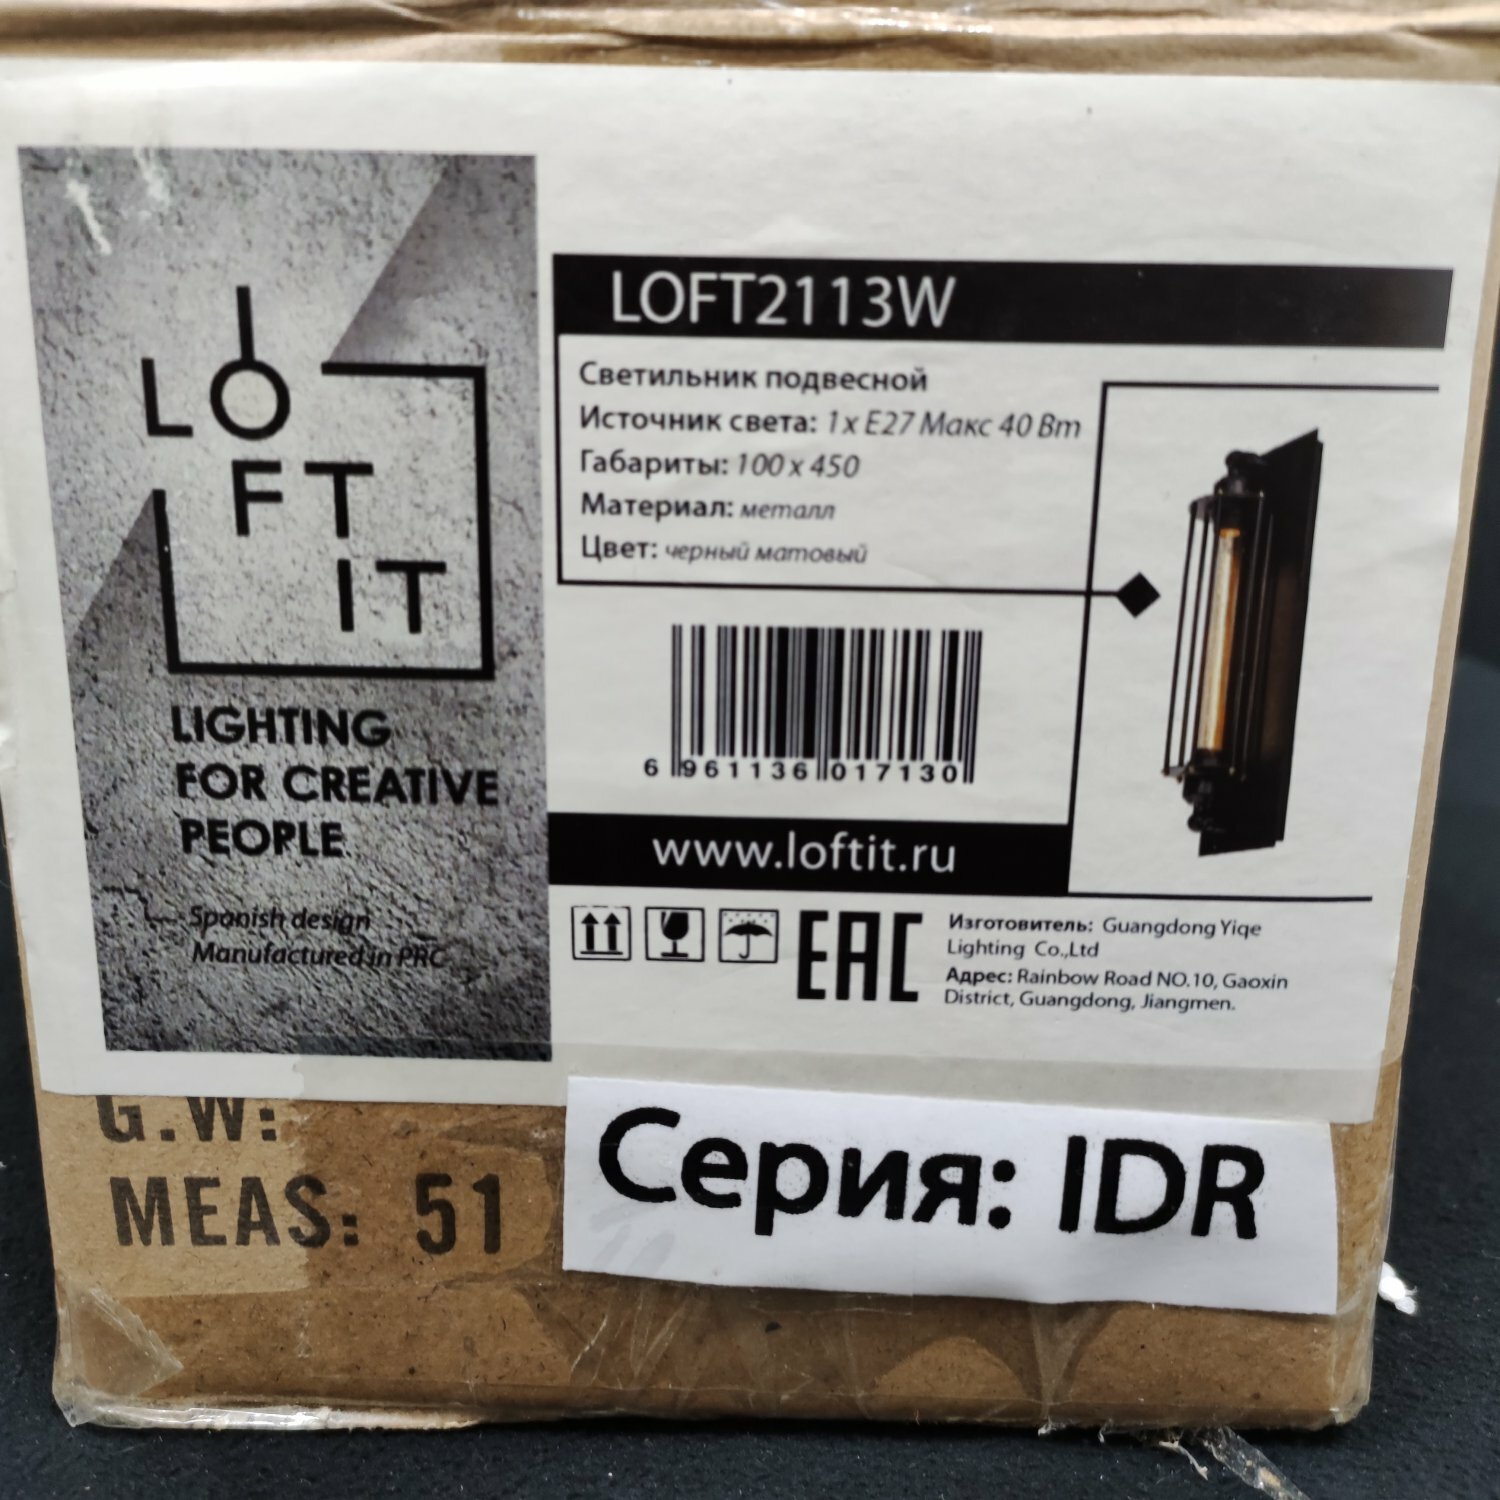 LOFT IT
LIGHTING
FOR CREATIVE
PEOPLE
Spanish design
Manufactured in PRC
LOFT2113W
Светильник подвесной
Источник света: 1 x E27 Макс 40 Вт
Габариты: 100 x 450
Материал: металл
Цвет: черный матовый
6 961136 017130
www.loftit.ru
EAC
Изготовитель: Guangdong Yiqe
Lighting Co.,Ltd
Адрес: Rainbow Road NO.10, Gaoxin
District, Guangdong, Jiangmen.
G.W:
MEAS: 51
Серия: IDR